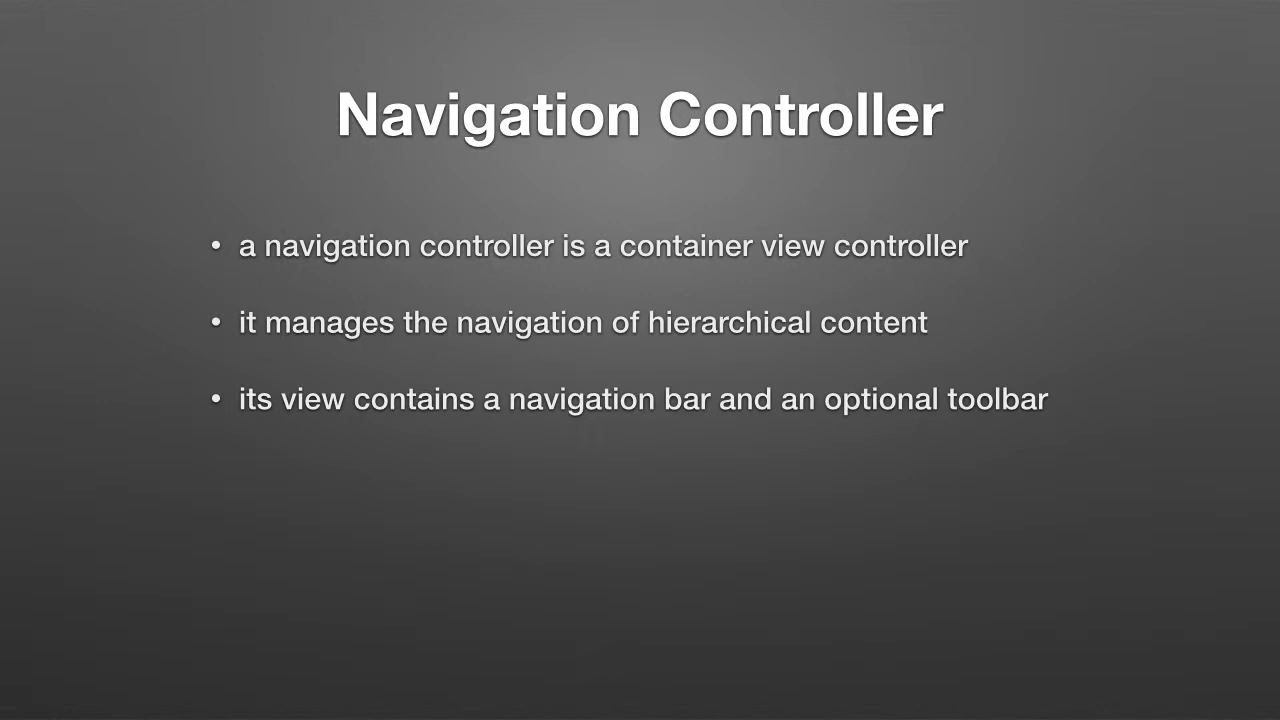 Navigation Controller
• a navigation controller is a container view controller
• it manages the navigation of hierarchical content
• its view contains a navigation bar and an optional toolbar